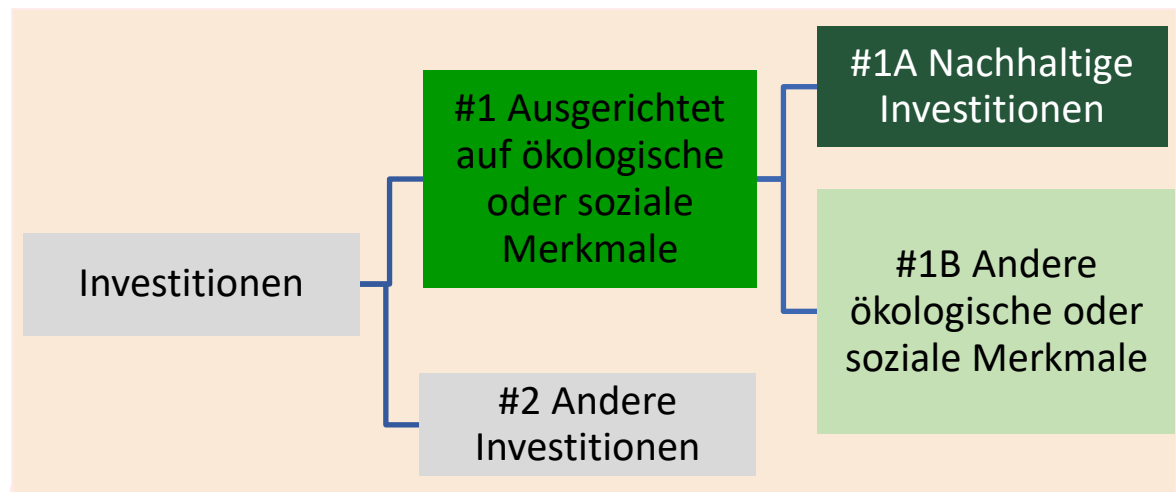 Investitionen
#1 Ausgerichtet
auf ökologische
oder soziale
Merkmale
#2 Andere
Investitionen
#1A Nachhaltige
Investitionen
#1B Andere
ökologische oder
soziale Merkmale